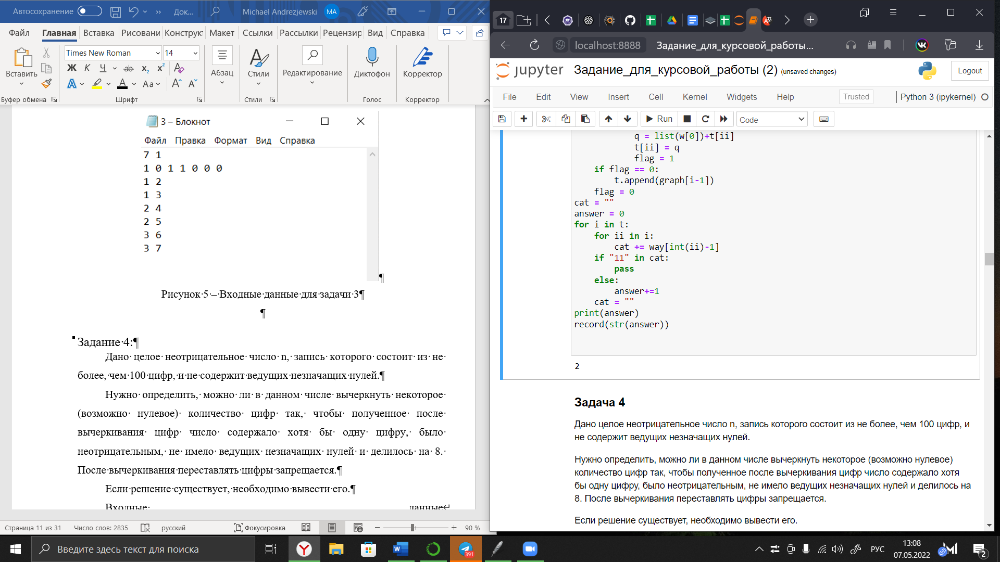 Автосохранение
Док...
Michael Andrezjewski
MA
Файл Главная Вставка Рисовани Конструкт Макет Ссылки Рассылки Рецензир Вид Справка
Вставить
Буфер обмена
Times New Roman
14
Ж К Ч ab x₂ x²
Aa
Шрифт
Абзац
Стили
Стили
Редактирование
Диктофон
Голос
Корректор
Корректор
3 – Блокнот
Файл Правка Формат Вид Справка
7 1
1 0 1 1 0 0 0
1 2
1 3
2 4
2 5
3 6
3 7
¶
Рисунок·5·–·Входные·данные·для·задачи·3¶
¶
Задание·4:¶
Дано· целое· неотрицательное· число· n,· запись· которого· состоит· из· не·
более,·чем·100·цифр,·и·не·содержит·ведущих·незначащих·нулей.¶
Нужно· определить,· можно· ли· в· данном· числе· вычеркнуть· некоторое·
(возможно· нулевое)· количество· цифр· так,· чтобы· полученное· после·
вычеркивания· цифр· число· содержало· хотя· бы· одну· цифру,· было·
неотрицательным,· не· имело· ведущих· незначащих· нулей· и· делилось· на· 8.·
После·вычеркивания·переставлять·цифры·запрещается.¶
Если·решение·существует,·необходимо·вывести·его.¶
Входные· данные↵
Страница 11 из 31
Число слов: 2835
русский
Фокусировка
90 %
17
localhost:8888
Задание_для_курсовой_работы...
jupyter
Задание_для_курсовой_работы (2) (unsaved changes)
Logout
File Edit View Insert Cell Kernel Widgets Help
Trusted
Python 3 (ipykernel)
Run
Code
q = list(w[0])+t[ii]
t[ii] = q
flag = 1
if flag == 0:
t.append(graph[i-1])
flag = 0
cat = ""
answer = 0
for i in t:
for ii in i:
cat += way[int(ii)-1]
if "11" in cat:
pass
else:
answer+=1
cat = ""
print(answer)
record(str(answer))
2
Задача 4
Дано целое неотрицательное число n, запись которого состоит из не более, чем 100 цифр, и
не содержит ведущих незначащих нулей.
Нужно определить, можно ли в данном числе вычеркнуть некоторое (возможно нулевое)
количество цифр так, чтобы полученное после вычеркивания цифр число содержало хотя
бы одну цифру, было неотрицательным, не имело ведущих незначащих нулей и делилось на
8. После вычеркивания переставлять цифры запрещается.
Если решение существует, необходимо вывести его.
Введите здесь текст для поиска
391
РУС
13:08
07.05.2022
2